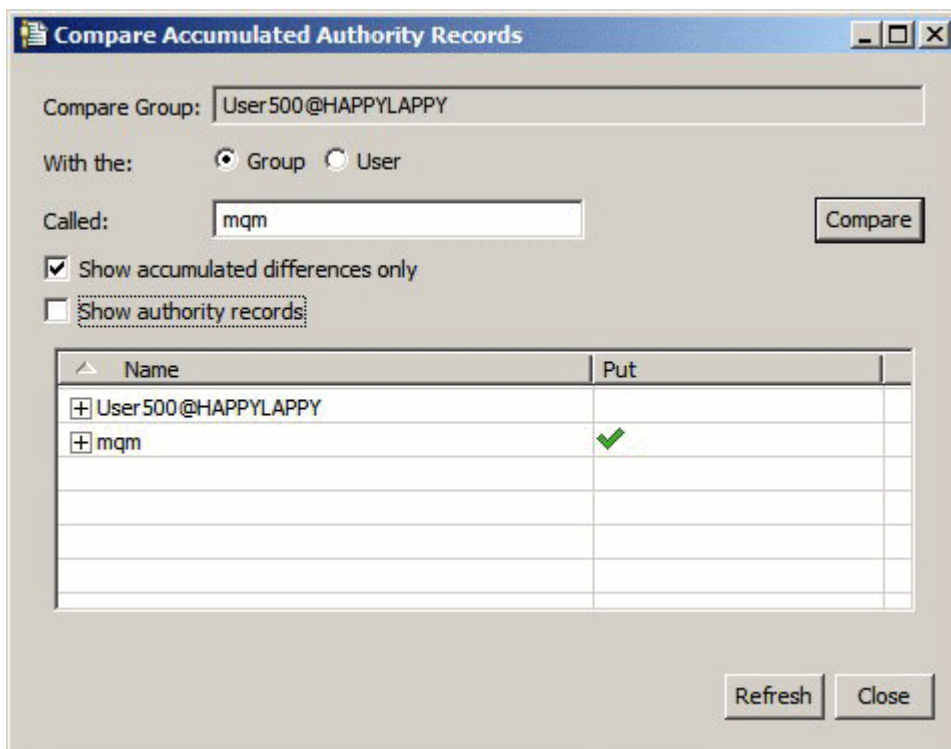 Compare Accumulated Authority Records
Compare Group: User500@HAPPYLAPPY
With the: Group User
Called: mqm Compare
Show accumulated differences only
Show authority records
Name Put
User500@HAPPYLAPPY
mqm
Refresh Close